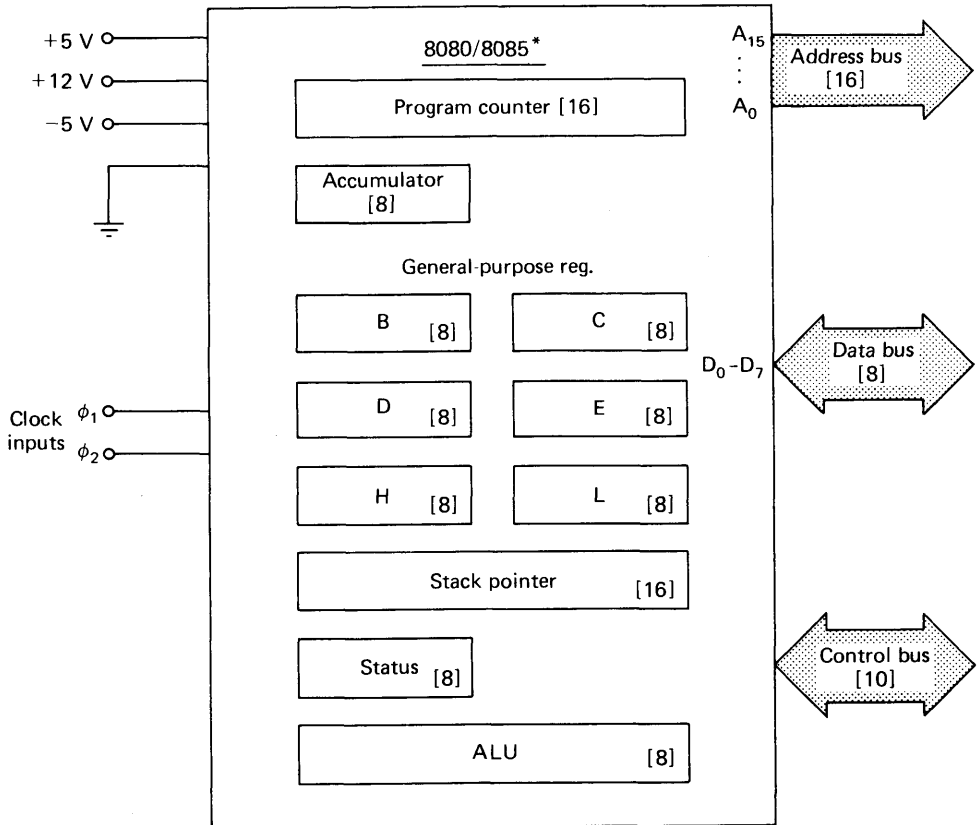 8080/8085*
+5 V
+12 V
−5 V
Program counter [16]
Accumulator
[8]
General-purpose reg.
B [8]
C [8]
D [8]
E [8]
H [8]
L [8]
Stack pointer [16]
Status [8]
ALU [8]
Clock
inputs
ϕ1
ϕ2
A15
.
.
.
A0
Address bus
[16]
D0-D7
Data bus
[8]
Control bus
[10]